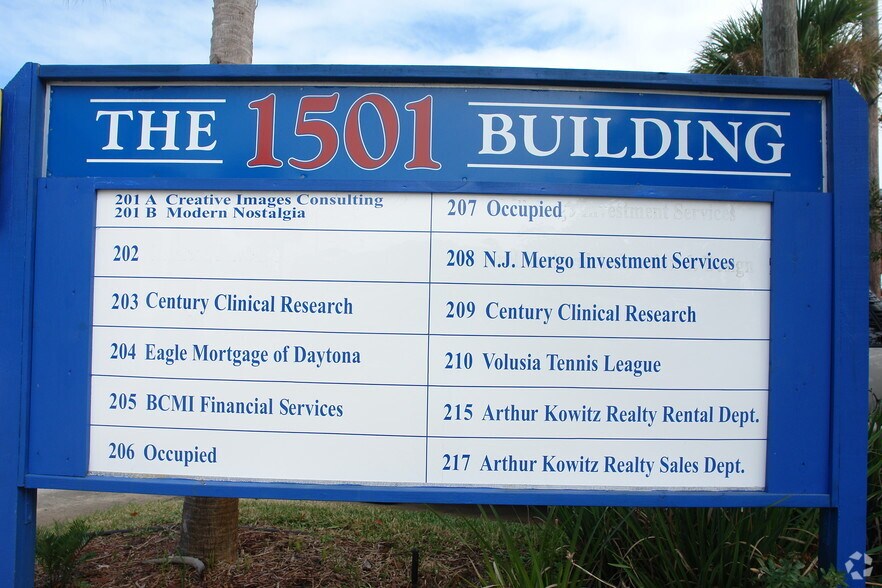 THE 1501 BUILDING
201 A Creative Images Consulting
201 B Modern Nostalgia
202
203 Century Clinical Research
204 Eagle Mortgage of Daytona
205 BCMI Financial Services
206 Occupied
207 Occupied
208 N.J. Mergo Investment Services
209 Century Clinical Research
210 Volusia Tennis League
215 Arthur Kowitz Realty Rental Dept.
217 Arthur Kowitz Realty Sales Dept.